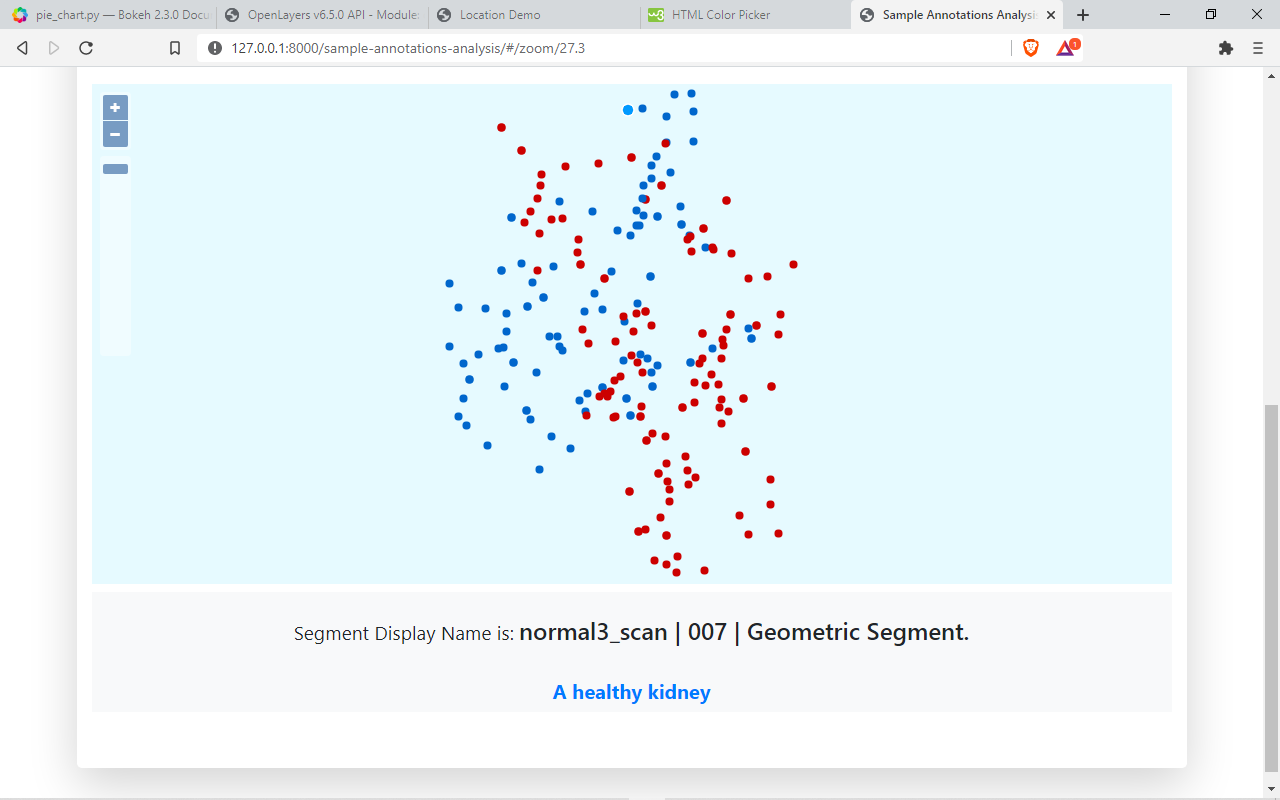 pie_chart.py — Bokeh 2.3.0 Docu
OpenLayers v6.5.0 API - Module:
Location Demo
HTML Color Picker
Sample Annotations Analysis
127.0.0.1:8000/sample-annotations-analysis/#/zoom/27.3
1
+
−
Segment Display Name is: normal3_scan | 007 | Geometric Segment.
A healthy kidney